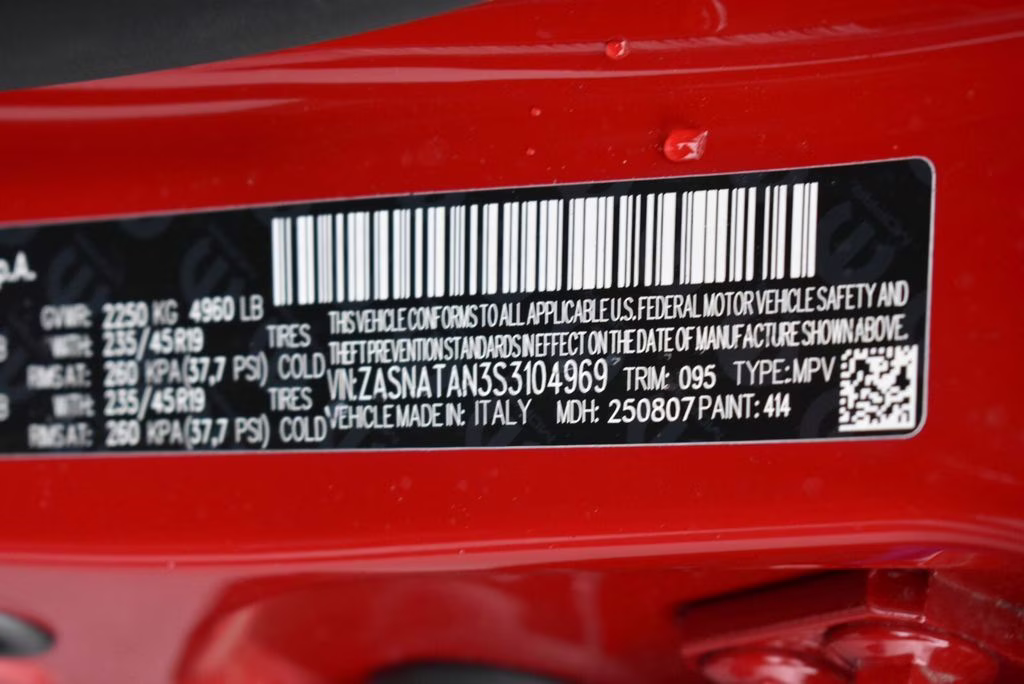 p.A.
GVWR: 2250 KG 4960 LB
WITH: 235/45R19 TIRES
RIMS AT: 260 KPA(37,7 PSI) COLD
WITH: 235/45R19 TIRES
RIMS AT: 260 KPA(37,7 PSI) COLD
THIS VEHICLE CONFORMS TO ALL APPLICABLE U.S. FEDERAL MOTOR VEHICLE SAFETY AND
THEFT PREVENTION STANDARDS IN EFFECT ON THE DATE OF MANUFACTURE SHOWN ABOVE.
VIN:ZASNATAN3S3104969 TRIM: 095 TYPE:MPV
VEHICLE MADE IN: ITALY MDH: 250807 PAINT: 414